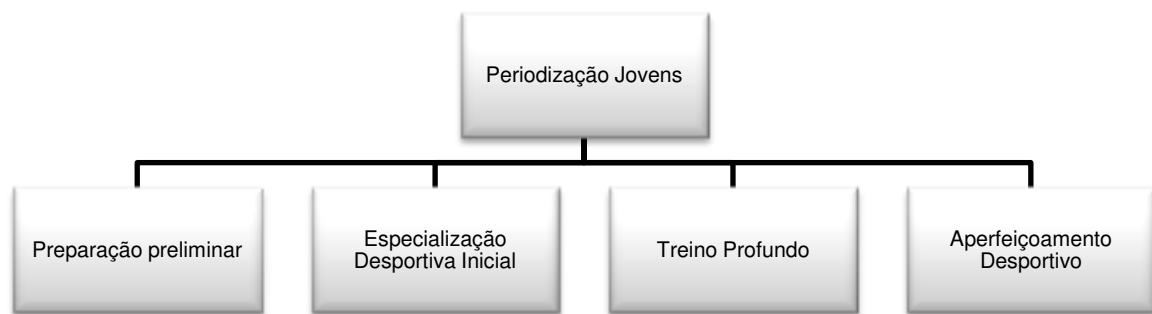 Periodização Jovens
Preparação preliminar
Especialização
Desportiva Inicial
Treino Profundo
Aperfeiçoamento
Desportivo